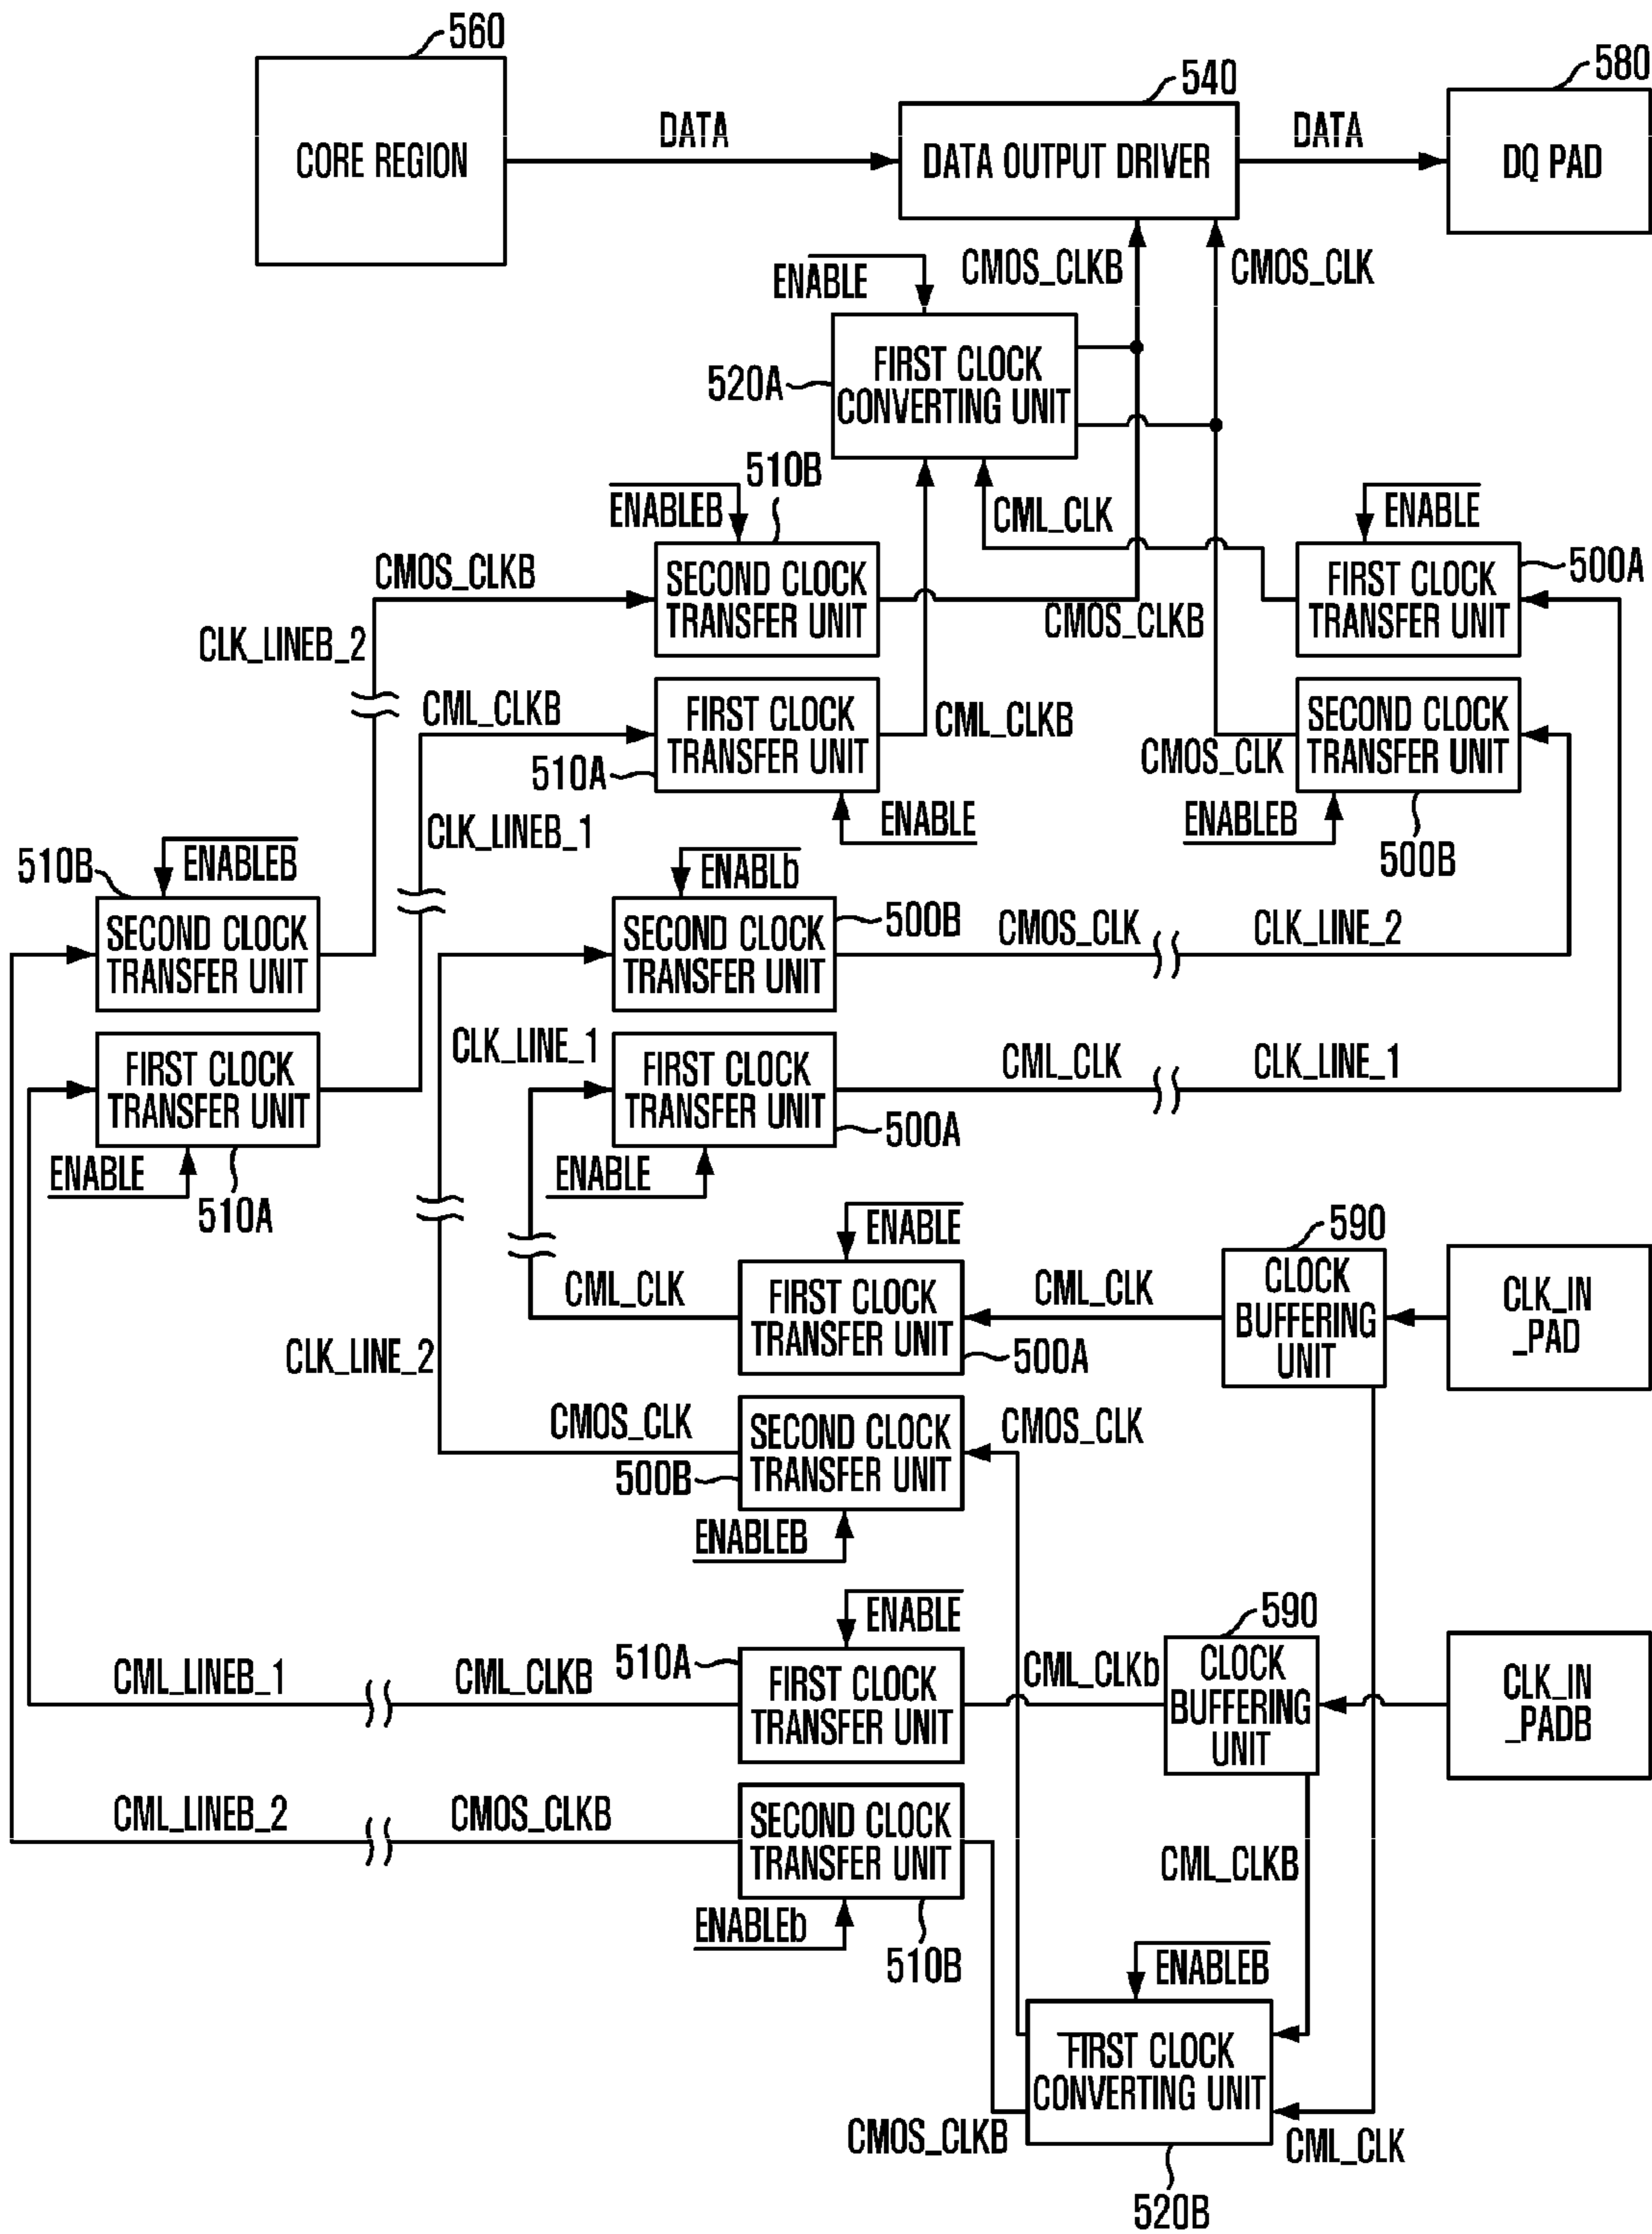 560
CORE REGION
DATA
540
DATA OUTPUT DRIVER
DATA
580
DQ PAD
ENABLE
CMOS_CLKB
CMOS_CLK
520A
FIRST CLOCK
CONVERTING UNIT
510B
ENABLEB
CML_CLK
ENABLE
CMOS_CLKB
SECOND CLOCK
TRANSFER UNIT
CMOS_CLKB
FIRST CLOCK
TRANSFER UNIT
500A
CLK_LINEB_2
CML_CLKB
FIRST CLOCK
TRANSFER UNIT
510A
CML_CLKB
ENABLE
CMOS_CLK
SECOND CLOCK
TRANSFER UNIT
ENABLEB
500B
CLK_LINEB_1
510B
ENABLEB
SECOND CLOCK
TRANSFER UNIT
ENABLb
SECOND CLOCK
TRANSFER UNIT
500B
CMOS_CLK
CLK_LINE_2
FIRST CLOCK
TRANSFER UNIT
ENABLE
510A
CLK_LINE_1
FIRST CLOCK
TRANSFER UNIT
500A
ENABLE
CML_CLK
CLK_LINE_1
ENABLE
590
CML_CLK
FIRST CLOCK
TRANSFER UNIT
500A
CML_CLK
CLOCK
BUFFERING
UNIT
CLK_IN
_PAD
CLK_LINE_2
CMOS_CLK
SECOND CLOCK
TRANSFER UNIT
500B
CMOS_CLK
ENABLEB
ENABLE
590
CML_LINEB_1
CML_CLKB
510A
FIRST CLOCK
TRANSFER UNIT
CML_CLKb
CLOCK
BUFFERING
UNIT
CLK_IN
_PADB
CML_LINEB_2
CMOS_CLKB
SECOND CLOCK
TRANSFER UNIT
CML_CLKB
ENABLEb
510B
ENABLEB
FIRST CLOCK
CONVERTING UNIT
CMOS_CLKB
CML_CLK
520B